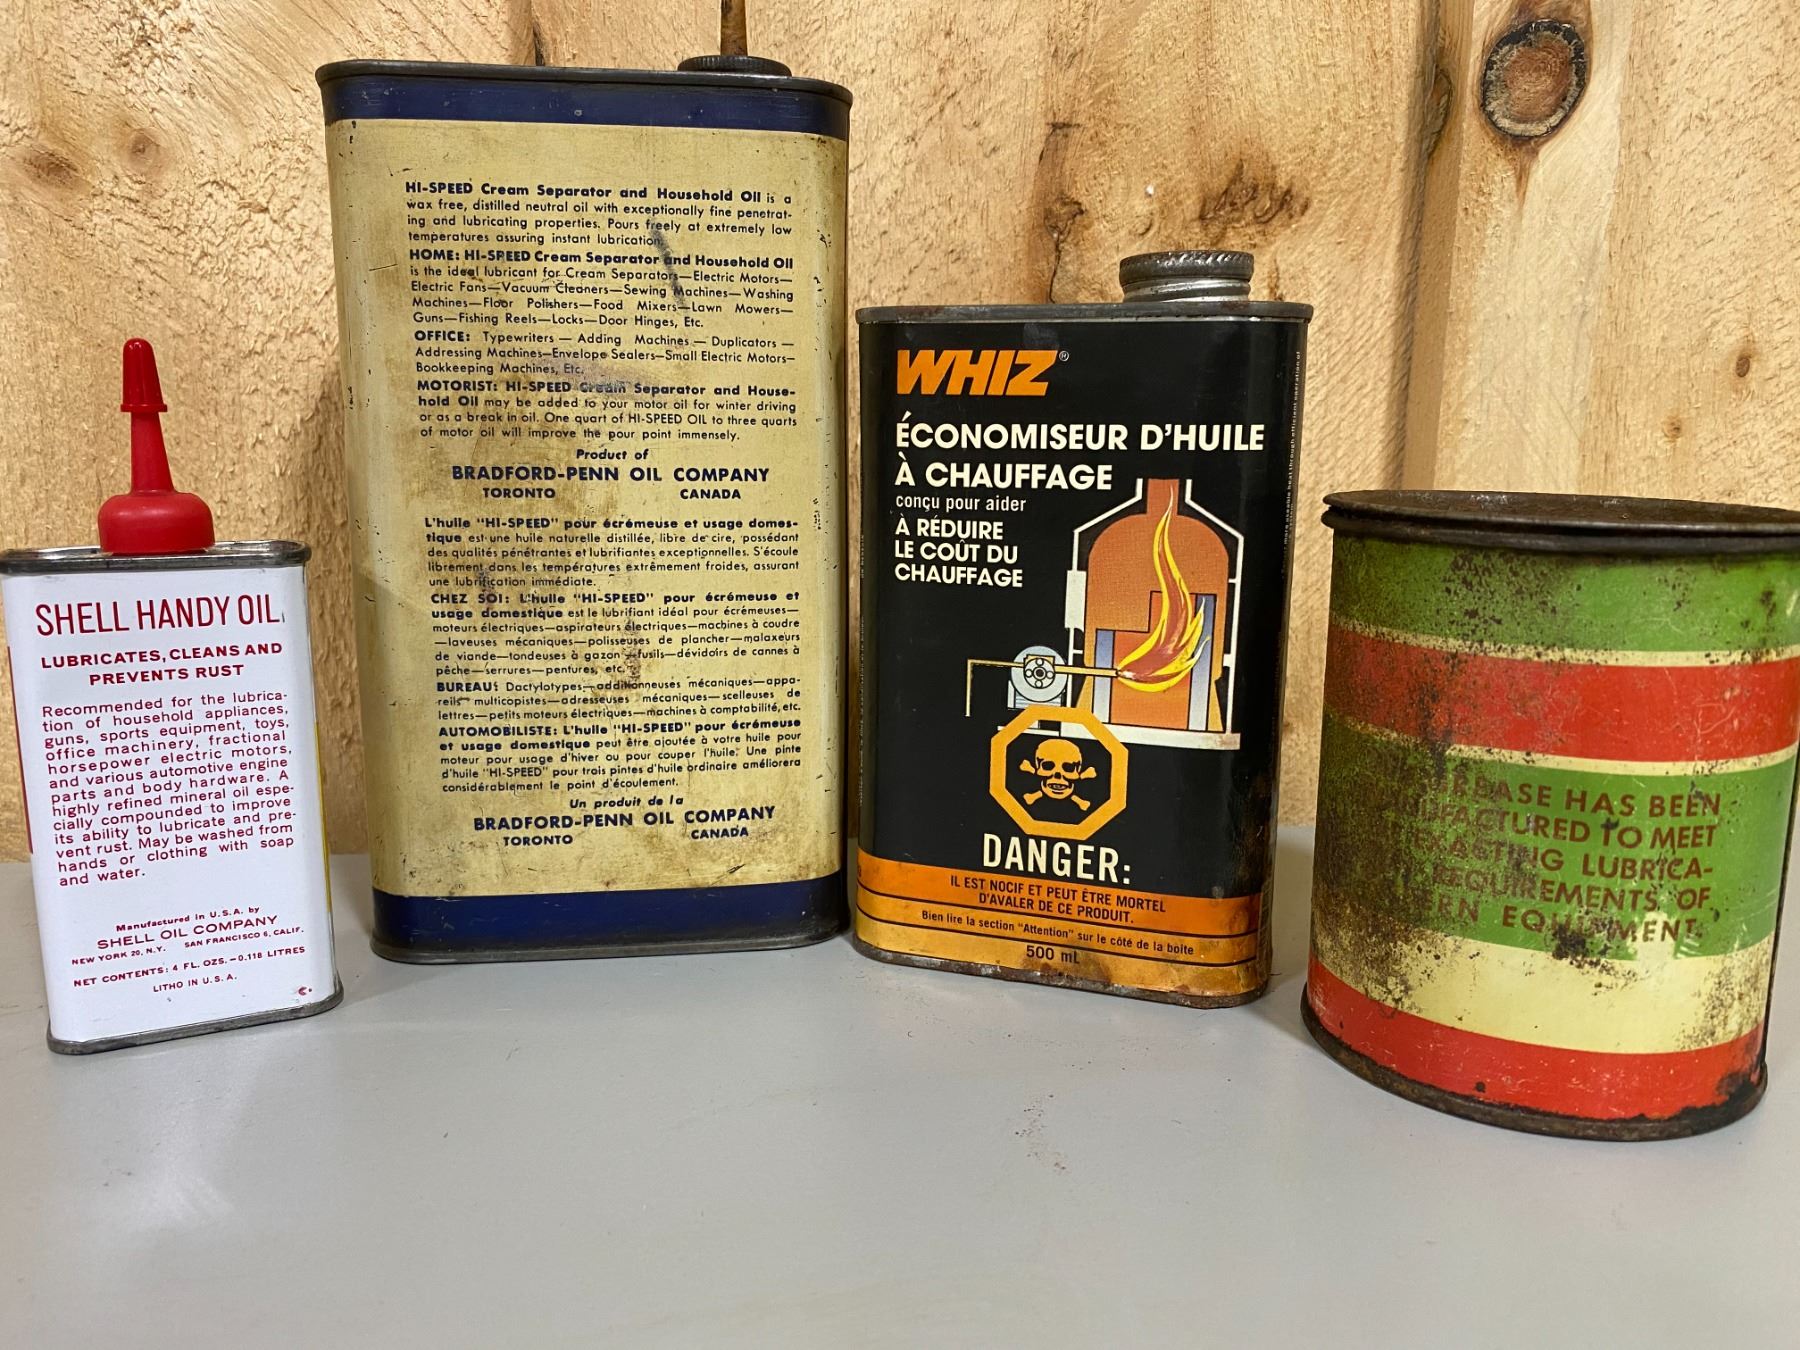 SHELL HANDY OIL
LUBRICATES, CLEANS AND
PREVENTS RUST
Recommended for the lubrica-
tion of household appliances,
guns, sports equipment, toys,
office machinery, fractional
horsepower electric motors,
and various automotive engine
parts and body hardware. A
highly refined mineral oil espe-
cially compounded to improve
its ability to lubricate and pre-
vent rust. May be washed from
hands or clothing with soap
and water.
Manufactured in U.S.A. by
SHELL OIL COMPANY
NEW YORK 20, N.Y. SAN FRANCISCO 6, CALIF.
NET CONTENTS: 4 FL. OZS.–0.118 LITRES
LITHO IN U.S.A.
HI-SPEED Cream Separator and Household Oil is a
wax free, distilled neutral oil with exceptionally fine penetrat-
ing and lubricating properties. Pours freely at extremely low
temperatures assuring instant lubrication.
HOME: HI-SPEED Cream Separator and Household Oil
is the ideal lubricant for Cream Separators—Electric Motors—
Electric Fans—Vacuum Cleaners—Sewing Machines—Washing
Machines—Floor Polishers—Food Mixers—Lawn Mowers—
Guns—Fishing Reels—Locks—Door Hinges, Etc.
OFFICE: Typewriters — Adding Machines — Duplicators —
Addressing Machines—Envelope Sealers—Small Electric Motors—
Bookkeeping Machines, Etc.
MOTORIST: HI-SPEED Cream Separator and House-
hold Oil may be added to your motor oil for winter driving
or as a break in oil. One quart of HI-SPEED OIL to three quarts
of motor oil will improve the pour point immensely.
Product of
BRADFORD-PENN OIL COMPANY
TORONTO CANADA
L'huile "HI-SPEED" pour écrémeuse et usage domes-
tique est une huile naturelle distillée, libre de cire, possédant
des qualités pénétrantes et lubrifiantes exceptionnelles. S'écoule
librement dans les températures extrêmement froides, assurant
une lubrification immédiate.
CHEZ SOI: L'huile "HI-SPEED" pour écrémeuse et
usage domestique est le lubrifiant idéal pour écrémeuses—
moteurs électriques—aspirateurs électriques—machines à coudre
—laveuses mécaniques—polisseuses de plancher—malaxeurs
de viande—tondeuses à gazon—fusils—dévidoirs de cannes à
pêche—serrures—pentures, etc.
BUREAU: Dactylotypes—additionneuses mécaniques—appa-
reils multicopistes—adresseuses mécaniques—scelleuses de
lettres—petits moteurs électriques—machines à comptabilité, etc.
AUTOMOBILISTE: L'huile "HI-SPEED" pour écrémeuse
et usage domestique peut être ajoutée à votre huile pour
moteur pour usage d'hiver ou pour couper l'huile. Une pinte
d'huile "HI-SPEED" pour trois pintes d'huile ordinaire améliorera
considérablement le point d'écoulement.
Un produit de la
BRADFORD-PENN OIL COMPANY
TORONTO CANADA
WHIZ®
ÉCONOMISEUR D'HUILE
À CHAUFFAGE
conçu pour aider
À RÉDUIRE
LE COÛT DU
CHAUFFAGE
DANGER:
IL EST NOCIF ET PEUT ÊTRE MORTEL
D'AVALER DE CE PRODUIT.
Bien lire la section "Attention" sur le côté de la boîte
500 mL
GREASE HAS BEEN
TO MEET
EXACTING LUBRICA-
REQUIREMENTS OF
EQUIPMENT.